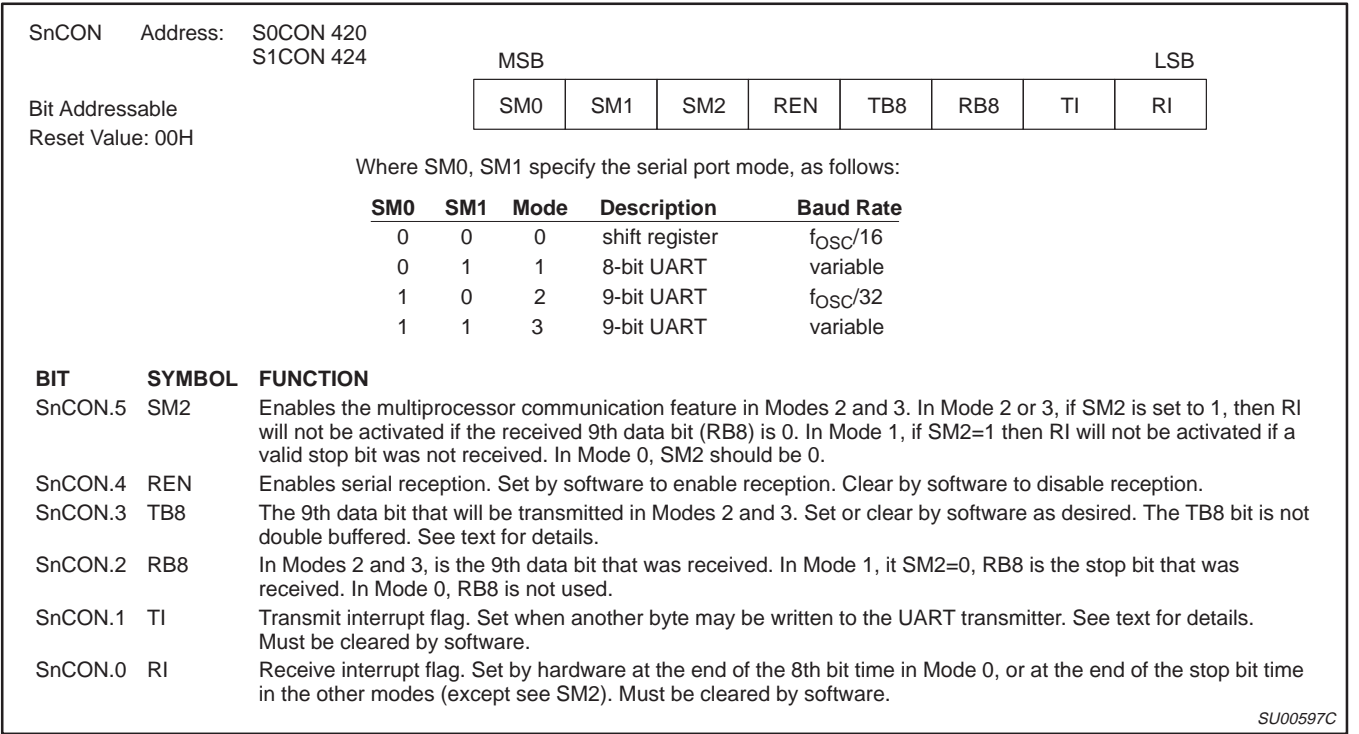 SnCON Address: S0CON 420
S1CON 424
MSB LSB
Bit Addressable
Reset Value: 00H
SM0 SM1 SM2 REN TB8 RB8 TI RI
Where SM0, SM1 specify the serial port mode, as follows:
SM0 SM1 Mode Description Baud Rate
0 0 0 shift register fOSC/16
0 1 1 8-bit UART variable
1 0 2 9-bit UART fOSC/32
1 1 3 9-bit UART variable
BIT SYMBOL FUNCTION
SnCON.5 SM2 Enables the multiprocessor communication feature in Modes 2 and 3. In Mode 2 or 3, if SM2 is set to 1, then RI
will not be activated if the received 9th data bit (RB8) is 0. In Mode 1, if SM2=1 then RI will not be activated if a
valid stop bit was not received. In Mode 0, SM2 should be 0.
SnCON.4 REN Enables serial reception. Set by software to enable reception. Clear by software to disable reception.
SnCON.3 TB8 The 9th data bit that will be transmitted in Modes 2 and 3. Set or clear by software as desired. The TB8 bit is not
double buffered. See text for details.
SnCON.2 RB8 In Modes 2 and 3, is the 9th data bit that was received. In Mode 1, it SM2=0, RB8 is the stop bit that was
received. In Mode 0, RB8 is not used.
SnCON.1 TI Transmit interrupt flag. Set when another byte may be written to the UART transmitter. See text for details.
Must be cleared by software.
SnCON.0 RI Receive interrupt flag. Set by hardware at the end of the 8th bit time in Mode 0, or at the end of the stop bit time
in the other modes (except see SM2). Must be cleared by software.
SU00597C